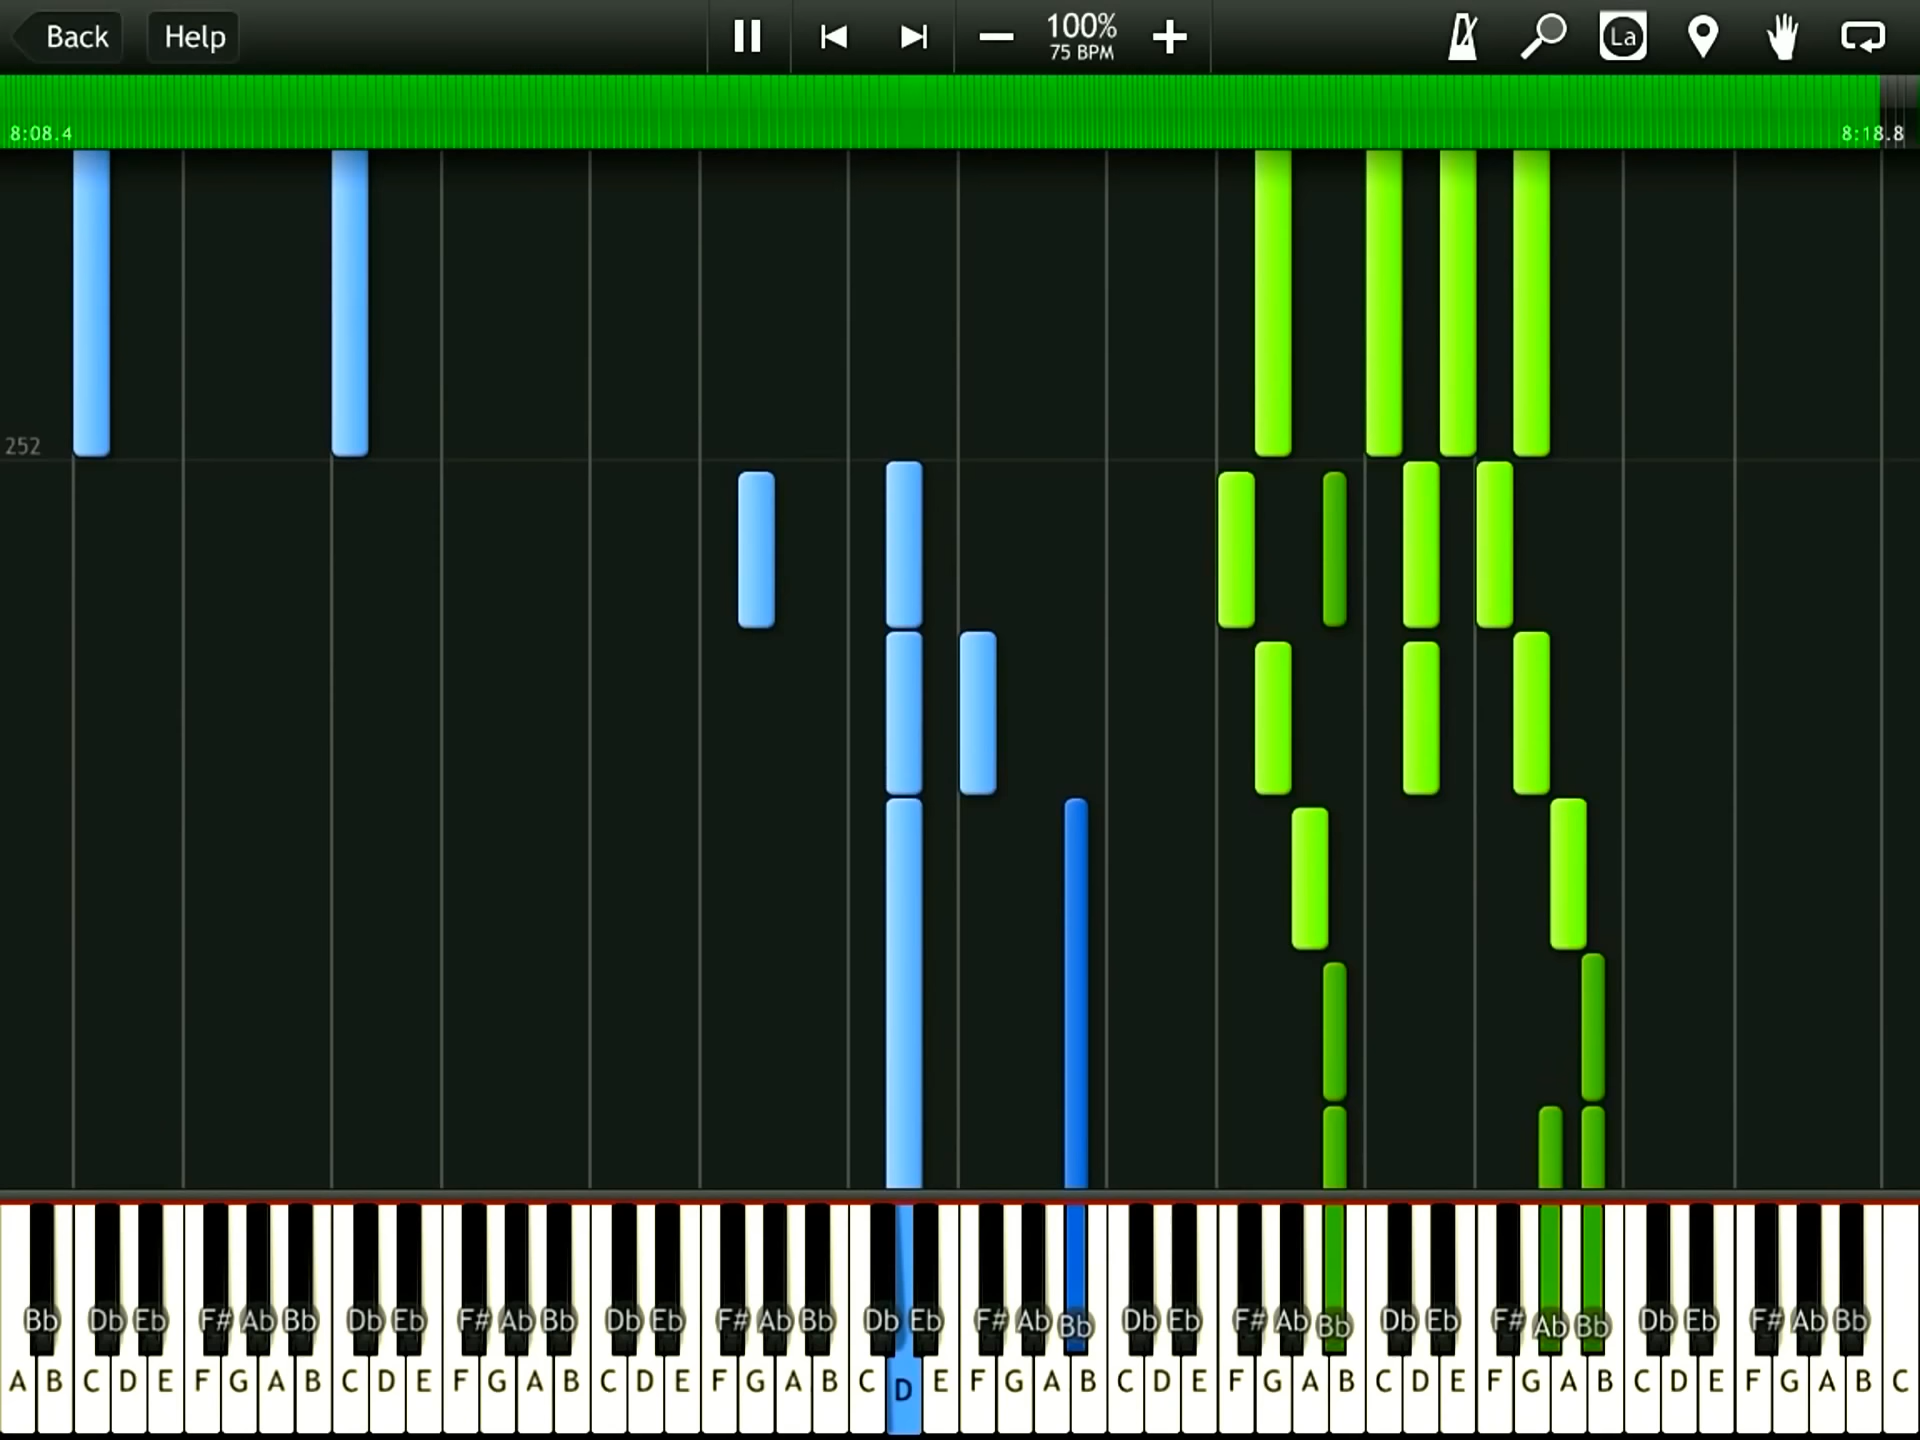 Back Help 100% La
75 BPM
8:08.4 8:18.8
252
Bb Db Eb F# Ab Bb Db Eb F# Ab Bb Db Eb F# Ab Bb Db Eb F# Ab Bb Db Eb F# Ab Bb Db Eb F# Ab Bb Db Eb F# Ab Bb
A B C D E F G A B C D E F G A B C D E F G A B C D E F G A B C D E F G A B C D E F G A B C D E F G A B C